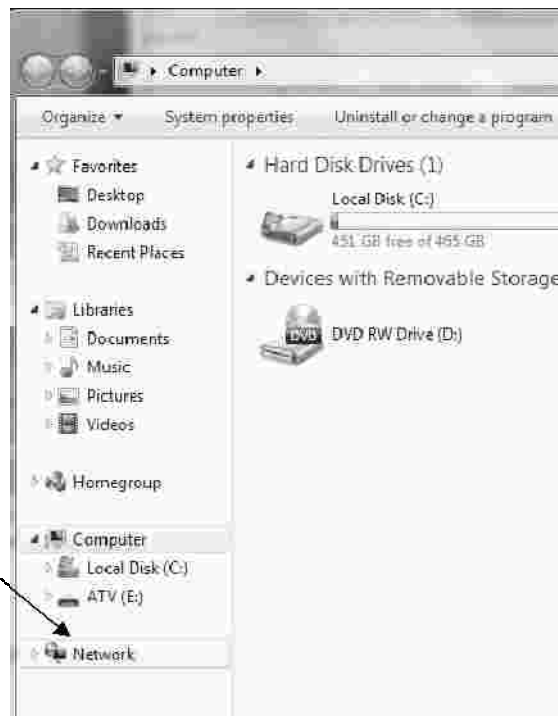 Computer
Organize System properties Uninstall or change a program
Favorites
Desktop
Downloads
Recent Places
Libraries
Documents
Music
Pictures
Videos
Homegroup
Computer
Local Disk (C:)
ATV (E:)
Network
Hard Disk Drives (1)
Local Disk (C:)
451 GB free of 465 GB
Devices with Removable Storage
DVD
DVD RW Drive (D:)